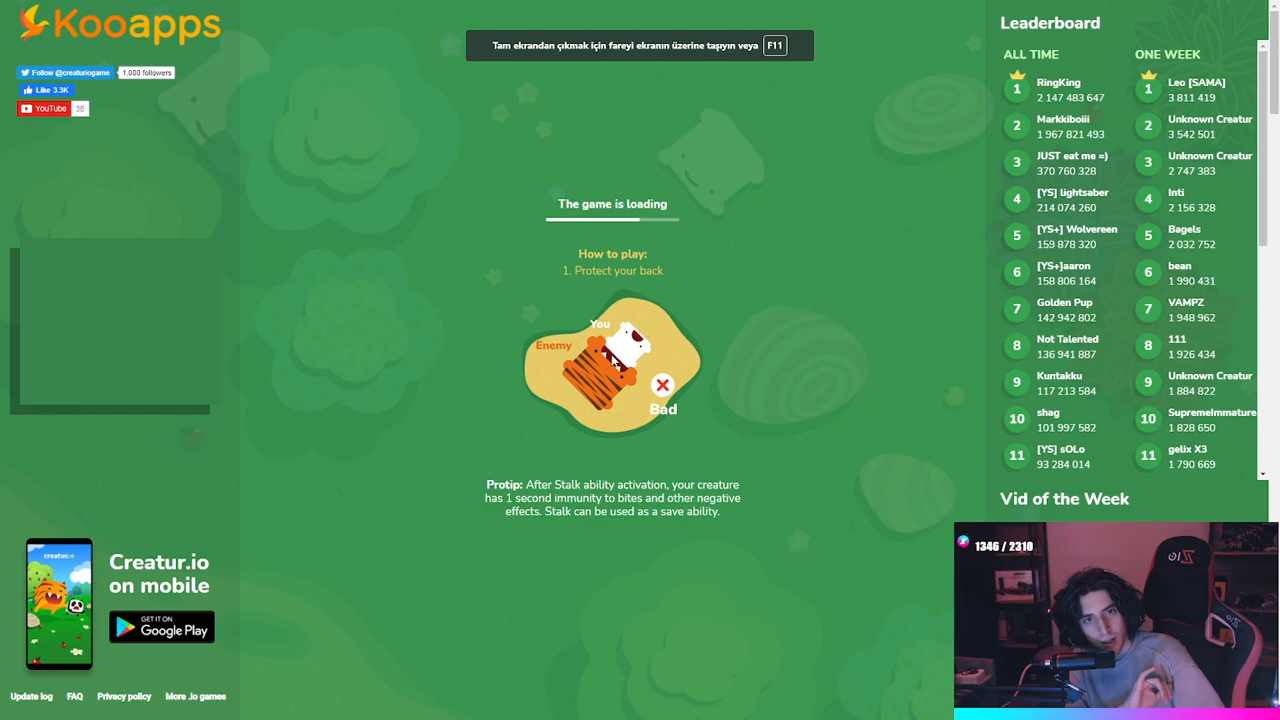 Kooapps
Follow @creaturiogame
1,080 followers
Like 3.3K
YouTube
3B
Tam ekrandan çıkmak için fareyi ekranın üzerine taşıyın veya F11
The game is loading
How to play:
1. Protect your back
You
Enemy
Bad
Protip: After Stalk ability activation, your creature
has 1 second immunity to bites and other negative
effects. Stalk can be used as a save ability.
creatur.io
Creatur.io
on mobile
GET IT ON
Google Play
Update log
FAQ
Privacy policy
More .io games
Leaderboard
ALL TIME
1
RingKing
2 147 483 647
2
Markkiboiii
1 967 821 493
3
JUST eat me =)
370 760 328
4
[YS] lightsaber
214 074 260
5
[YS+] Wolvereen
159 878 320
6
[YS+]aaron
158 806 164
7
Golden Pup
142 942 802
8
Not Talented
136 941 887
9
Kuntakku
117 213 584
10
shag
101 997 582
11
[YS] sOLo
93 284 014
ONE WEEK
1
Leo [SAMA]
3 811 419
2
Unknown Creatur
3 542 501
3
Unknown Creatur
2 747 383
4
Inti
2 156 328
5
Bagels
2 032 752
6
bean
1 990 431
7
VAMPZ
1 948 962
8
111
1 926 434
9
Unknown Creatur
1 884 822
10
SupremeImmature
1 828 650
11
gelix X3
1 790 669
Vid of the Week
1346 / 2310